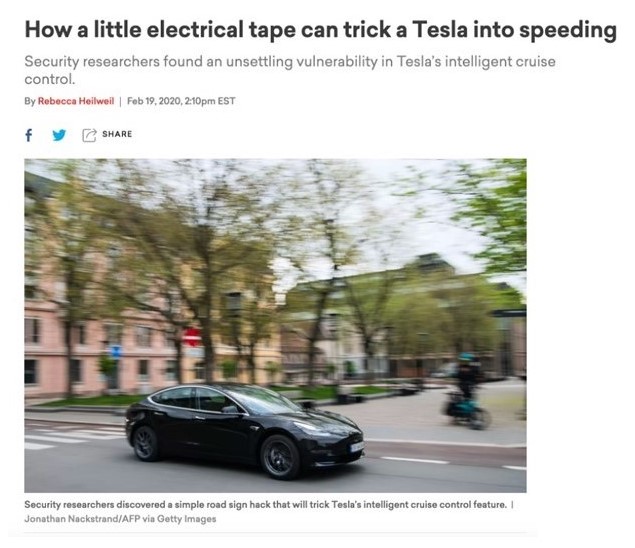 How a little electrical tape can trick a Tesla into speeding
Security researchers found an unsettling vulnerability in Tesla's intelligent cruise
control.
By Rebecca Heilweil | Feb 19, 2020, 2:10pm EST
SHARE
Security researchers discovered a simple road sign hack that will trick Tesla's intelligent cruise control feature. |
Jonathan Nackstrand/AFP via Getty Images